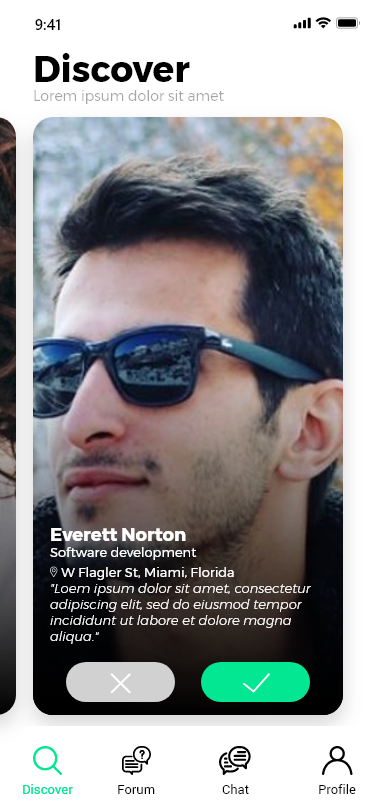 9:41
Discover
Lorem ipsum dolor sit amet
Everett Norton
Software development
W Flagler St, Miami, Florida
"Loem ipsum dolor sit amet, consectetur
adipiscing elit, sed do eiusmod tempor
incididunt ut labore et dolore magna
aliqua."
Discover
Forum
Chat
Profile